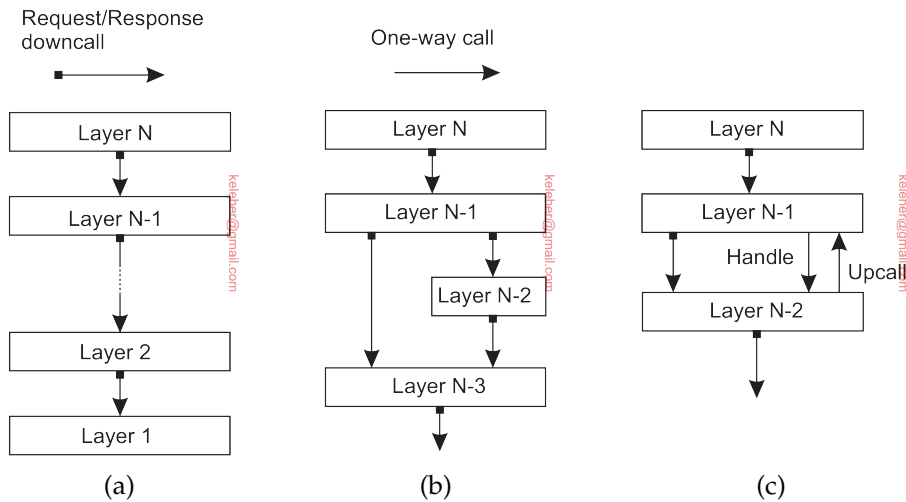 Request/Response
downcall
One-way call
Layer N
Layer N-1
Layer 2
Layer 1
keleher@gmail.com
(a)
Layer N
Layer N-1
Layer N-2
Layer N-3
keleher@gmail.com
(b)
Layer N
Layer N-1
Handle
Upcall
Layer N-2
keleher@gmail.com
(c)